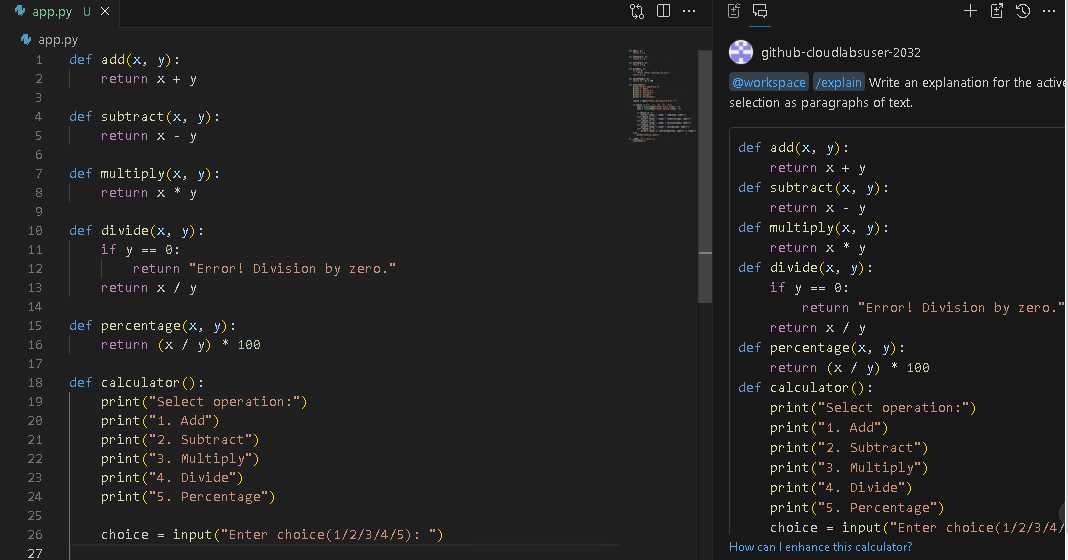 app.py U
app.py
1 def add(x, y):
2 return x + y
3
4 def subtract(x, y):
5 return x - y
6
7 def multiply(x, y):
8 return x * y
9
10 def divide(x, y):
11 if y == 0:
12 return "Error! Division by zero."
13 return x / y
14
15 def percentage(x, y):
16 return (x / y) * 100
17
18 def calculator():
19 print("Select operation:")
20 print("1. Add")
21 print("2. Subtract")
22 print("3. Multiply")
23 print("4. Divide")
24 print("5. Percentage")
25
26 choice = input("Enter choice(1/2/3/4/5): ")
27
github-cloudlabsuser-2032
@workspace /explain Write an explanation for the active
selection as paragraphs of text.
def add(x, y):
return x + y
def subtract(x, y):
return x - y
def multiply(x, y):
return x * y
def divide(x, y):
if y == 0:
return "Error! Division by zero."
return x / y
def percentage(x, y):
return (x / y) * 100
def calculator():
print("Select operation:")
print("1. Add")
print("2. Subtract")
print("3. Multiply")
print("4. Divide")
print("5. Percentage")
choice = input("Enter choice(1/2/3/4/
How can I enhance this calculator?